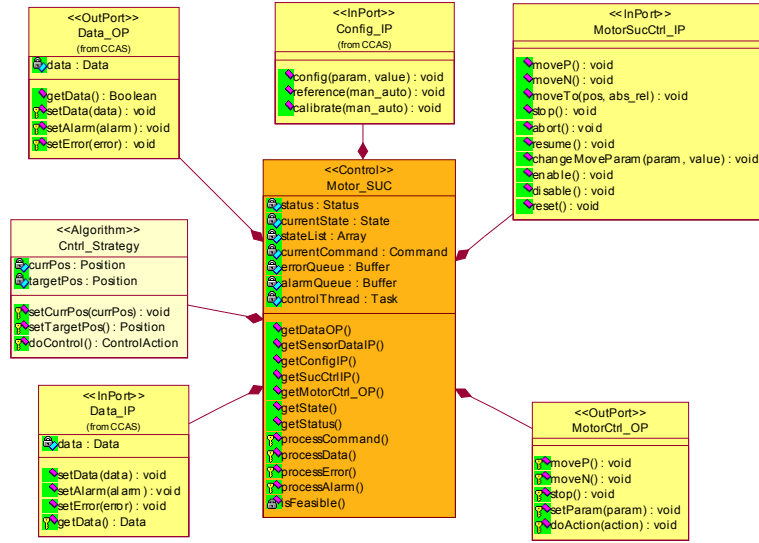 <<OutPort>>
Data_OP
(from CCAS)
data : Data
getData() : Boolean
setData(data) : void
setAlarm(alarm) : void
setError(error) : void
<<InPort>>
Config_IP
(from CCAS)
config(param, value) : void
reference(man_auto) : void
calibrate(man_auto) : void
<<InPort>>
MotorSucCtrl_IP
moveP() : void
moveN() : void
moveTo(pos, abs_rel) : void
stop() : void
abort() : void
resume() : void
changeMoveParam(param, value) : void
enable() : void
disable() : void
reset() : void
<<Control>>
Motor_SUC
status : Status
currentState : State
stateList : Array
currentCommand : Command
errorQueue : Buffer
alarmQueue : Buffer
controlThread : Task
getDataOP()
getSensorDataIP()
getConfigIP()
getSucCtrlIP()
getMotorCtrl_OP()
getState()
getStatus()
processCommand()
processData()
processError()
processAlarm()
isFeasible()
<<Algorithm>>
Cntrl_Strategy
currPos : Position
targetPos : Position
setCurrPos(currPos) : void
setTargetPos() : Position
doControl() : ControlAction
<<InPort>>
Data_IP
(from CCAS)
data : Data
setData(data) : void
setAlarm(alarm) : void
setError(error) : void
getData() : Data
<<OutPort>>
MotorCtrl_OP
moveP() : void
moveN() : void
stop() : void
setParam(param) : void
doAction(action) : void